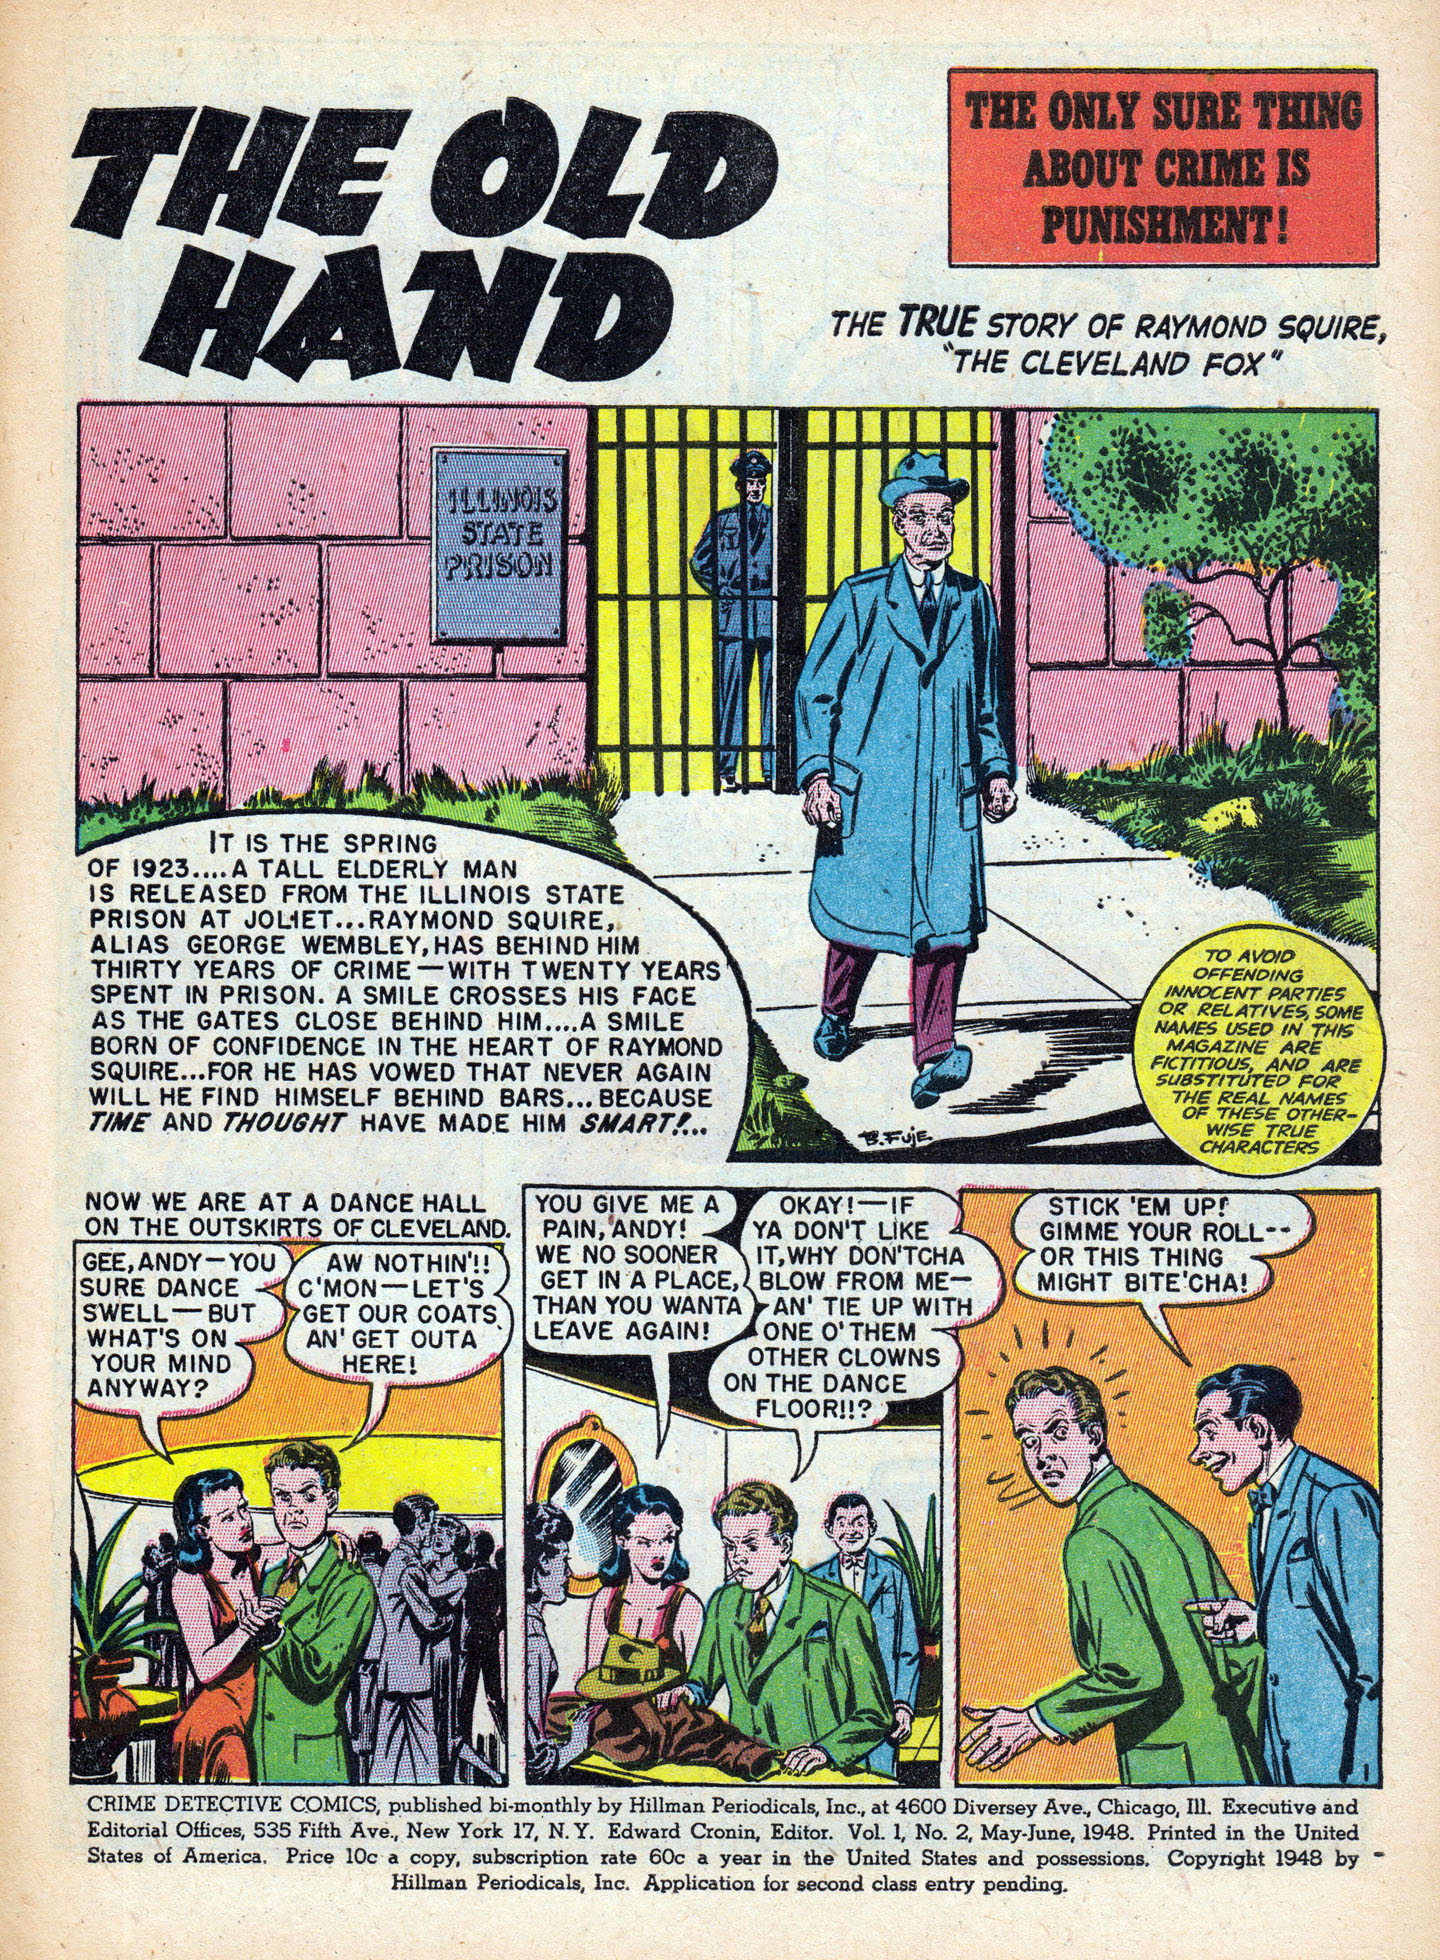 THE OLD
HAND
THE ONLY SURE THING
ABOUT CRIME IS
PUNISHMENT!
THE TRUE STORY OF RAYMOND SQUIRE,
"THE CLEVELAND FOX"
ILLINOIS
STATE
PRISON
IT IS THE SPRING
OF 1923....A TALL ELDERLY MAN
IS RELEASED FROM THE ILLINOIS STATE
PRISON AT JOLIET...RAYMOND SQUIRE,
ALIAS GEORGE WEMBLEY, HAS BEHIND HIM
THIRTY YEARS OF CRIME—WITH TWENTY YEARS
SPENT IN PRISON. A SMILE CROSSES HIS FACE
AS THE GATES CLOSE BEHIND HIM....A SMILE
BORN OF CONFIDENCE IN THE HEART OF RAYMOND
SQUIRE...FOR HE HAS VOWED THAT NEVER AGAIN
WILL HE FIND HIMSELF BEHIND BARS...BECAUSE
TIME AND THOUGHT HAVE MADE HIM SMART!...
B. FUJE.
TO AVOID
OFFENDING
INNOCENT PARTIES
OR RELATIVES, SOME
NAMES USED IN THIS
MAGAZINE ARE
FICTITIOUS, AND ARE
SUBSTITUTED FOR
THE REAL NAMES
OF THESE OTHER-
WISE TRUE
CHARACTERS
NOW WE ARE AT A DANCE HALL
ON THE OUTSKIRTS OF CLEVELAND.
GEE, ANDY—YOU
SURE DANCE
SWELL—BUT
WHAT'S ON
YOUR MIND
ANYWAY?
AW NOTHIN'!!
C'MON—LET'S
GET OUR COATS
AN' GET OUTA
HERE!
YOU GIVE ME A
PAIN, ANDY!
WE NO SOONER
GET IN A PLACE,
THAN YOU WANTA
LEAVE AGAIN!
OKAY!—IF
YA DON'T LIKE
IT, WHY DON'TCHA
BLOW FROM ME—
AN' TIE UP WITH
ONE O' THEM
OTHER CLOWNS
ON THE DANCE
FLOOR!!?
STICK 'EM UP!
GIMME YOUR ROLL--
OR THIS THING
MIGHT BITE'CHA!
1
CRIME DETECTIVE COMICS, published bi-monthly by Hillman Periodicals, Inc., at 4600 Diversey Ave., Chicago, Ill. Executive and
Editorial Offices, 535 Fifth Ave., New York 17, N. Y. Edward Cronin, Editor. Vol. 1, No. 2, May-June, 1948. Printed in the United
States of America. Price 10c a copy, subscription rate 60c a year in the United States and possessions. Copyright 1948 by
Hillman Periodicals, Inc. Application for second class entry pending.